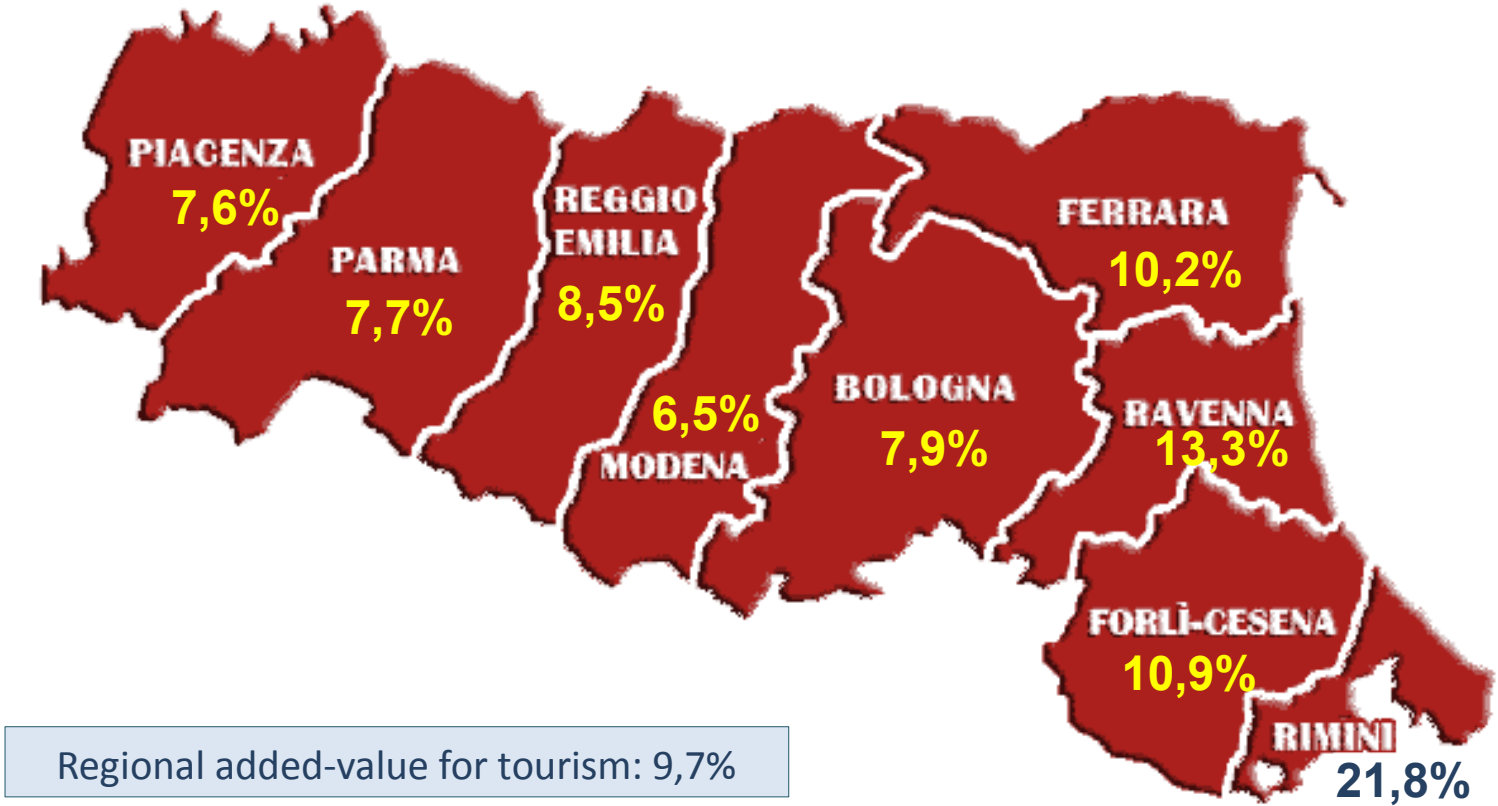 PIACENZA
7,6%
PARMA
7,7%
REGGIO
EMILIA
8,5%
6,5%
MODENA
BOLOGNA
7,9%
FERRARA
10,2%
RAVENNA
13,3%
FORLÌ-CESENA
10,9%
RIMINI
21,8%
Regional added-value for tourism: 9,7%